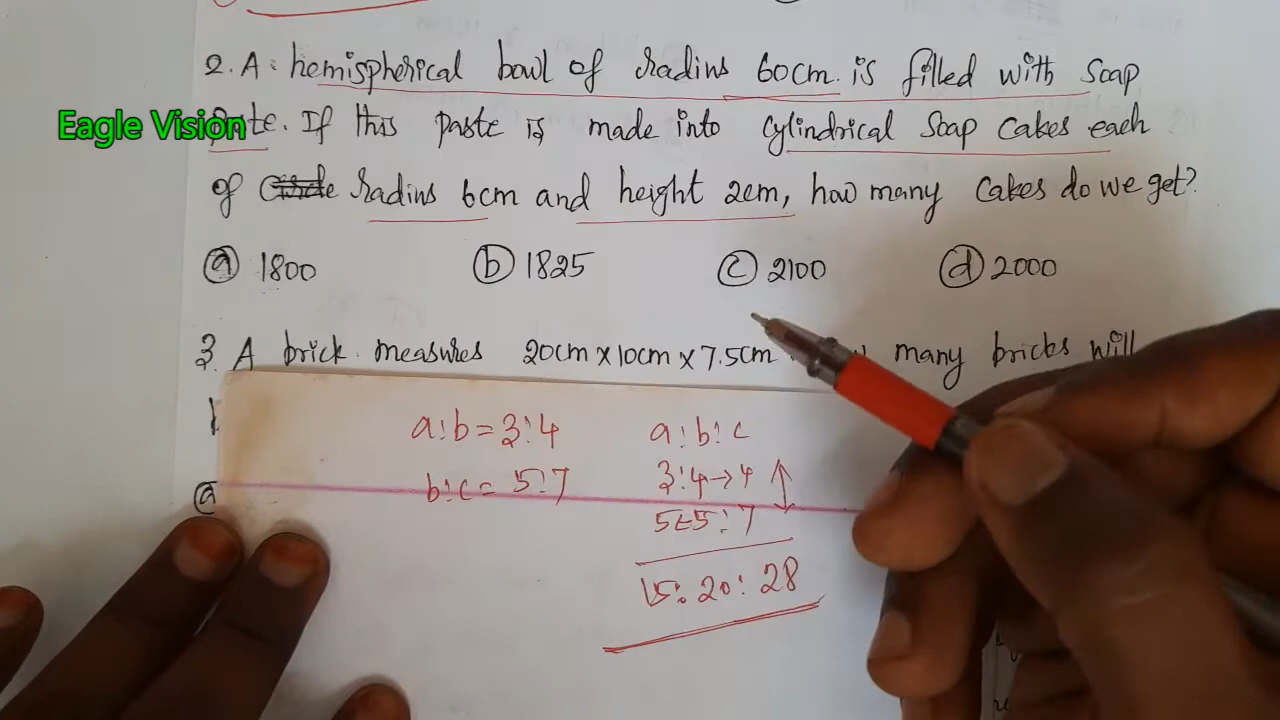 2. A hemispherical bowl of radius 60cm. is filled with Soap
Eagle Vision
Paste. If this paste is made into cylindrical Soap cakes each
of radius 6cm and height 2cm, how many cakes do we get?
(a) 1800 (b) 1825 (c) 2100 (d) 2000
3 A brick measures 20cm x 10cm x 7.5cm many bricks will
a:b = 3:4 a:b:c
b:c = 5:7 3:4→4
5←5:7
(a)
15:20:28